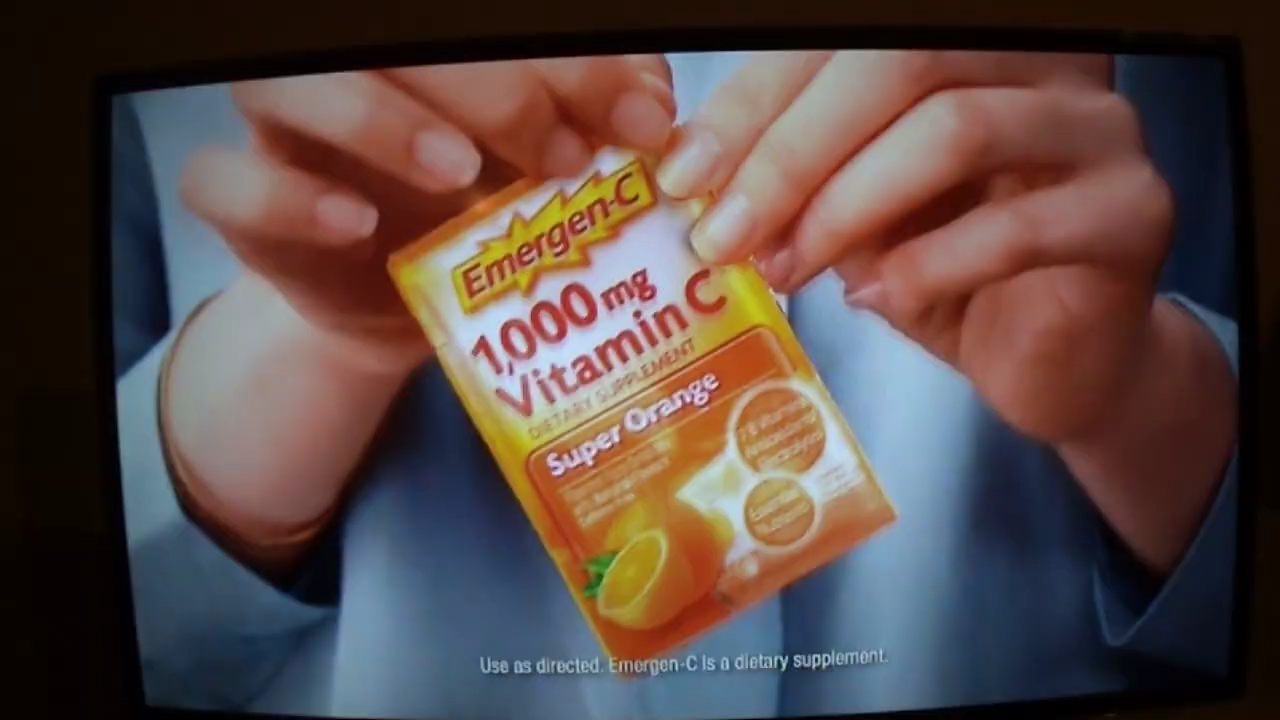 Emergen-C
1,000 mg
Vitamin C
DIETARY SUPPLEMENT
Super Orange
Use as directed. Emergen-C is a dietary supplement.